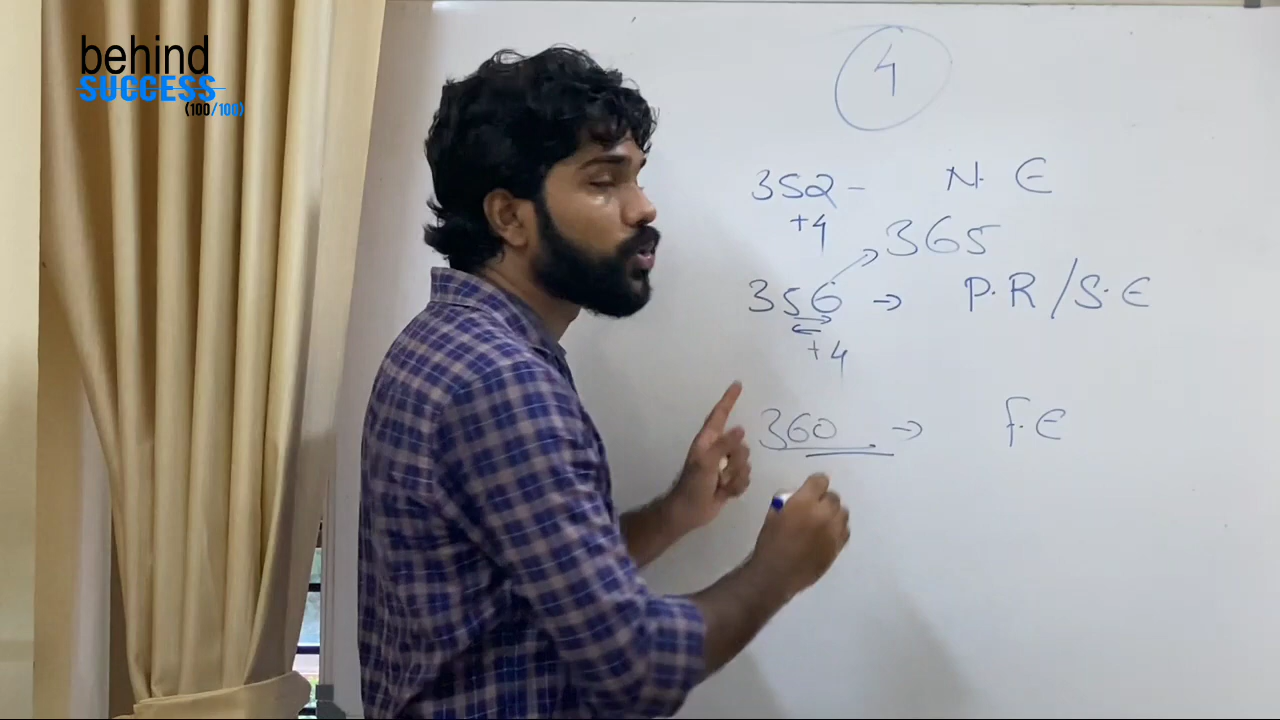 behind
SUCCESS
(100/100)
4
352 - N. E
+4
365
356 → P.R/S.E
+4
360 → f.E